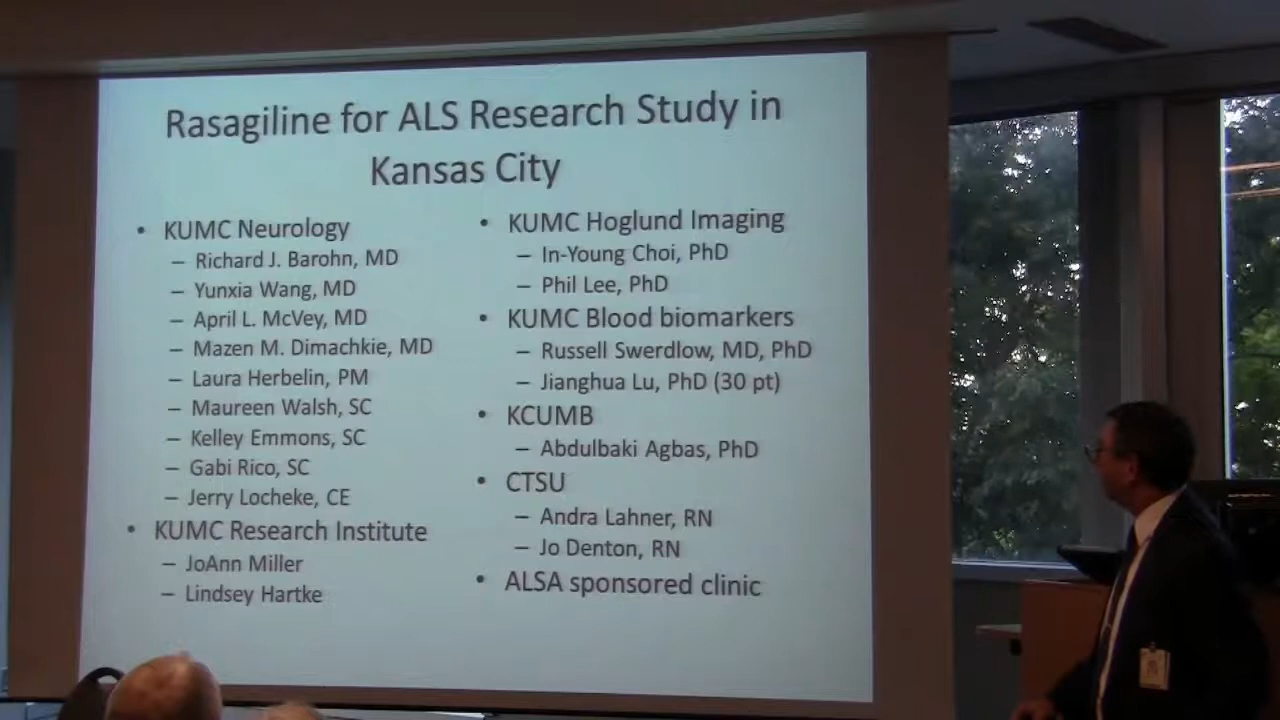 Rasagiline for ALS Research Study in
Kansas City
• KUMC Neurology
– Richard J. Barohn, MD
– Yunxia Wang, MD
– April L. McVey, MD
– Mazen M. Dimachkie, MD
– Laura Herbelin, PM
– Maureen Walsh, SC
– Kelley Emmons, SC
– Gabi Rico, SC
– Jerry Locheke, CE
• KUMC Research Institute
– JoAnn Miller
– Lindsey Hartke
• KUMC Hoglund Imaging
– In-Young Choi, PhD
– Phil Lee, PhD
• KUMC Blood biomarkers
– Russell Swerdlow, MD, PhD
– Jianghua Lu, PhD (30 pt)
• KCUMB
– Abdulbaki Agbas, PhD
• CTSU
– Andra Lahner, RN
– Jo Denton, RN
• ALSA sponsored clinic